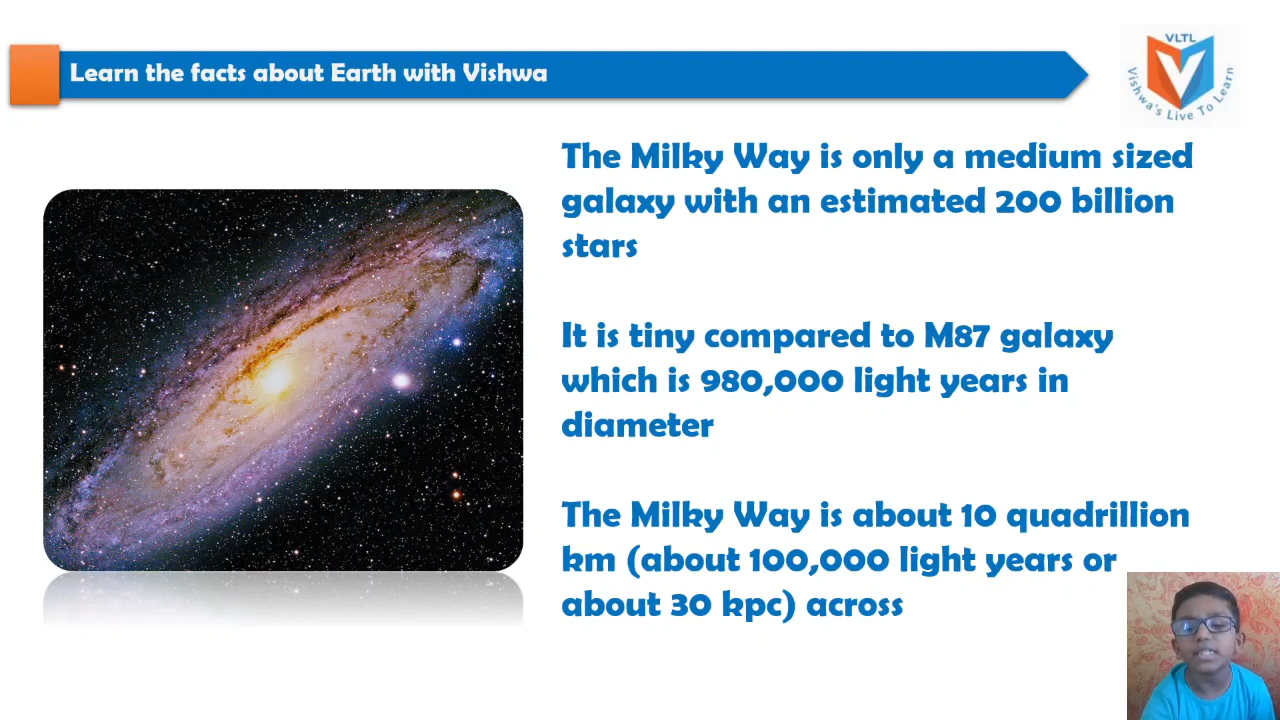 Learn the facts about Earth with Vishwa
VLTL
Vishwa's Live To Learn
The Milky Way is only a medium sized
galaxy with an estimated 200 billion
stars
It is tiny compared to M87 galaxy
which is 980,000 light years in
diameter
The Milky Way is about 10 quadrillion
km (about 100,000 light years or
about 30 kpc) across